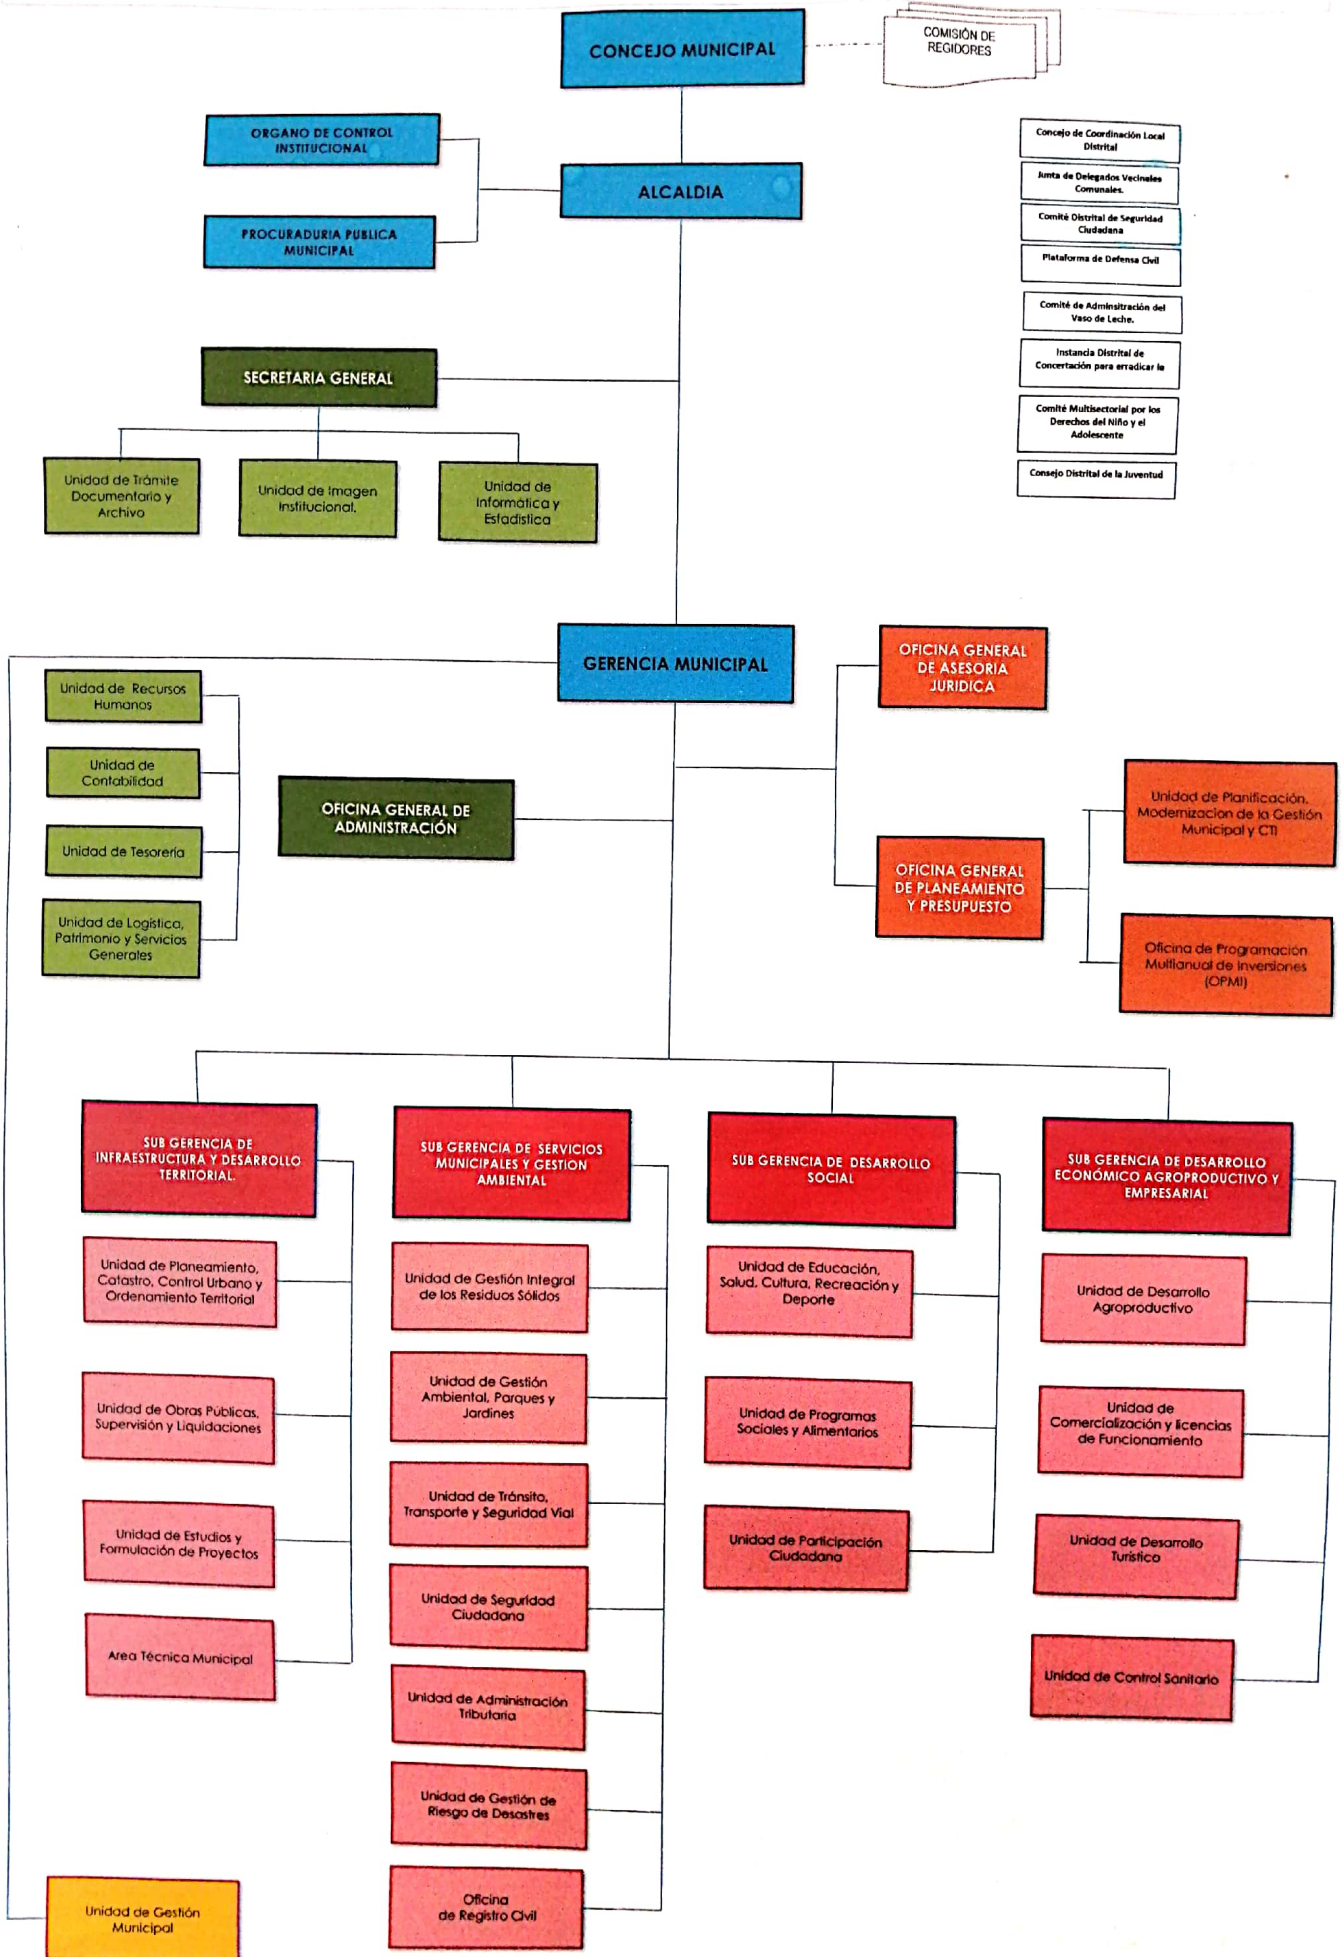 CONCEJO MUNICIPAL
COMISIÓN DE
REGIDORES
ORGANO DE CONTROL
INSTITUCIONAL
ALCALDIA
PROCURADURIA PUBLICA
MUNICIPAL
Concejo de Coordinación Local
Distrital
Junta de Delegados Vecinales
Comunales.
Comité Distrital de Seguridad
Ciudadana
Plataforma de Defensa Civil
Comité de Adminsitración del
Vaso de Leche.
Instancia Distrital de
Concertación para erradicar la
Comité Multisectorial por los
Derechos del Niño y el
Adolescente
Consejo Distrital de la Juventud
SECRETARIA GENERAL
Unidad de Trámite
Documentario y
Archivo
Unidad de Imagen
Institucional.
Unidad de
Informática y
Estadística
GERENCIA MUNICIPAL
OFICINA GENERAL
DE ASESORIA
JURIDICA
Unidad de Recursos
Humanos
Unidad de
Contabilidad
Unidad de Tesorería
Unidad de Logística,
Patrimonio y Servicios
Generales
OFICINA GENERAL DE
ADMINISTRACIÓN
OFICINA GENERAL
DE PLANEAMIENTO
Y PRESUPUESTO
Unidad de Planificación,
Modernizacion de la Gestión
Municipal y CTI
Oficina de Programación
Multianual de Inversiones
(OPMI)
SUB GERENCIA DE
INFRAESTRUCTURA Y DESARROLLO
TERRITORIAL.
Unidad de Planeamiento,
Catastro, Control Urbano y
Ordenamiento Territorial
Unidad de Obras Públicas,
Supervisión y Liquidaciones
Unidad de Estudios y
Formulación de Proyectos
Area Técnica Municipal
SUB GERENCIA DE SERVICIOS
MUNICIPALES Y GESTION
AMBIENTAL
Unidad de Gestión Integral
de los Residuos Sólidos
Unidad de Gestión
Ambiental, Parques y
Jardines
Unidad de Tránsito,
Transporte y Seguridad Vial
Unidad de Seguridad
Ciudadana
Unidad de Administración
Tributaria
Unidad de Gestión de
Riesgo de Desastres
Oficina
de Registro Civil
SUB GERENCIA DE DESARROLLO
SOCIAL
Unidad de Educación,
Salud, Cultura, Recreación y
Deporte
Unidad de Programas
Sociales y Alimentarios
Unidad de Participación
Ciudadana
SUB GERENCIA DE DESARROLLO
ECONÓMICO AGROPRODUCTIVO Y
EMPRESARIAL
Unidad de Desarrollo
Agroproductivo
Unidad de
Comercialización y licencias
de Funcionamiento
Unidad de Desarrollo
Turístico
Unidad de Control Sanitario
Unidad de Gestión
Municipal